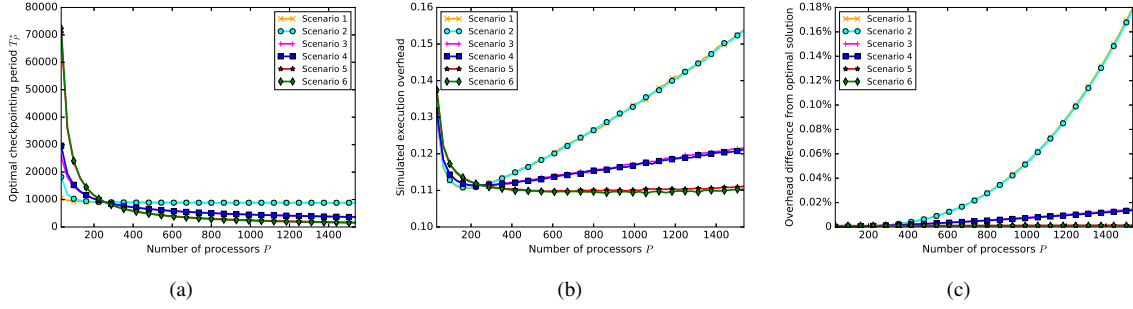 80000
70000
60000
50000
40000
30000
20000
10000
0
200 400 600 800 1000 1200 1400
Number of processors P
Optimal checkpointing period T*P
Scenario 1
Scenario 2
Scenario 3
Scenario 4
Scenario 5
Scenario 6
(a)
0.16
0.15
0.14
0.13
0.12
0.11
0.10
200 400 600 800 1000 1200 1400
Number of processors P
Simulated execution overhead
Scenario 1
Scenario 2
Scenario 3
Scenario 4
Scenario 5
Scenario 6
(b)
0.18%
0.16%
0.14%
0.12%
0.10%
0.08%
0.06%
0.04%
0.02%
0
200 400 600 800 1000 1200 1400
Number of processors P
Overhead difference from optimal solution
Scenario 1
Scenario 2
Scenario 3
Scenario 4
Scenario 5
Scenario 6
(c)